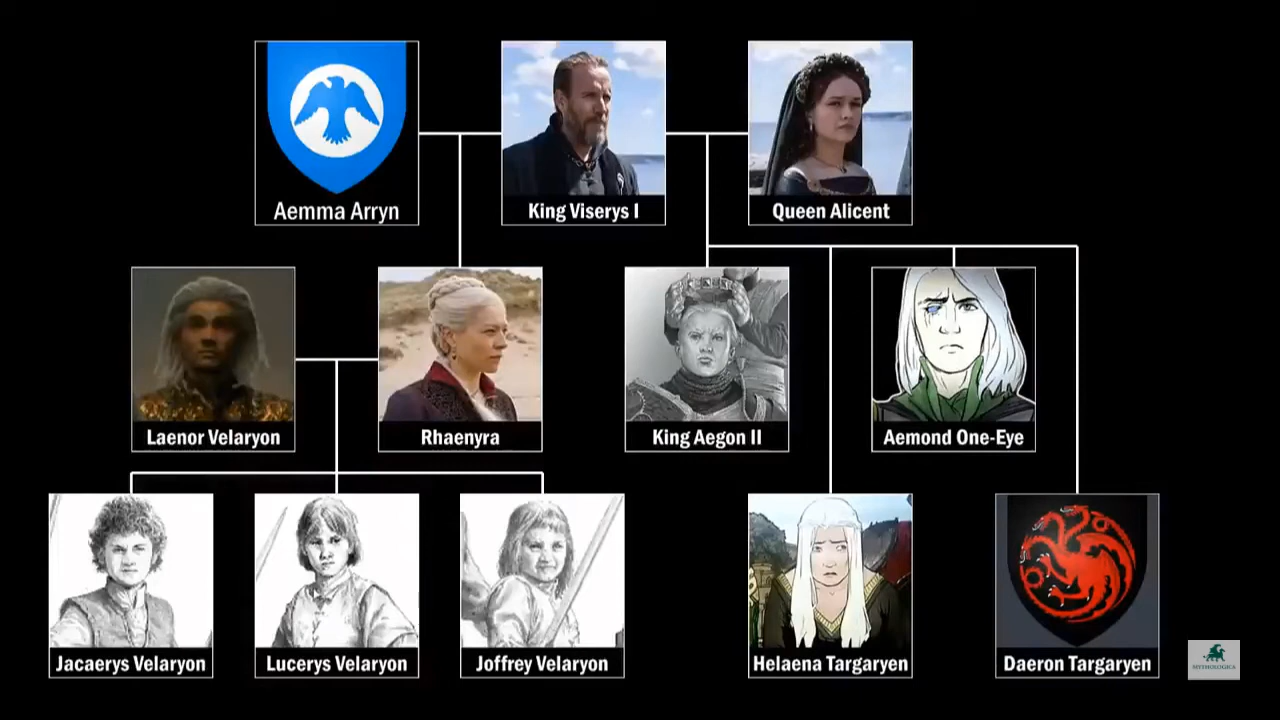 Aemma Arryn
King Viserys I
Queen Alicent
Laenor Velaryon
Rhaenyra
King Aegon II
Aemond One-Eye
Jacaerys Velaryon
Lucerys Velaryon
Joffrey Velaryon
Helaena Targaryen
Daeron Targaryen
MYTHOLOGICA